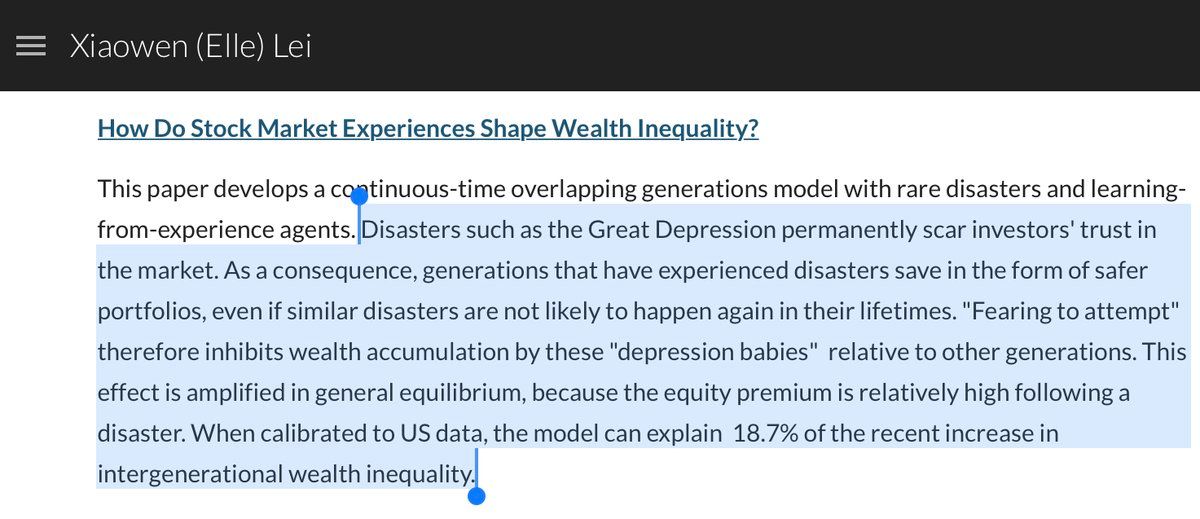 Xiaowen (Elle) Lei
How Do Stock Market Experiences Shape Wealth Inequality?
This paper develops a continuous-time overlapping generations model with rare disasters and learning-
from-experience agents. Disasters such as the Great Depression permanently scar investors' trust in
the market. As a consequence, generations that have experienced disasters save in the form of safer
portfolios, even if similar disasters are not likely to happen again in their lifetimes. "Fearing to attempt"
therefore inhibits wealth accumulation by these "depression babies"  relative to other generations. This
effect is amplified in general equilibrium, because the equity premium is relatively high following a
disaster. When calibrated to US data, the model can explain  18.7% of the recent increase in
intergenerational wealth inequality.